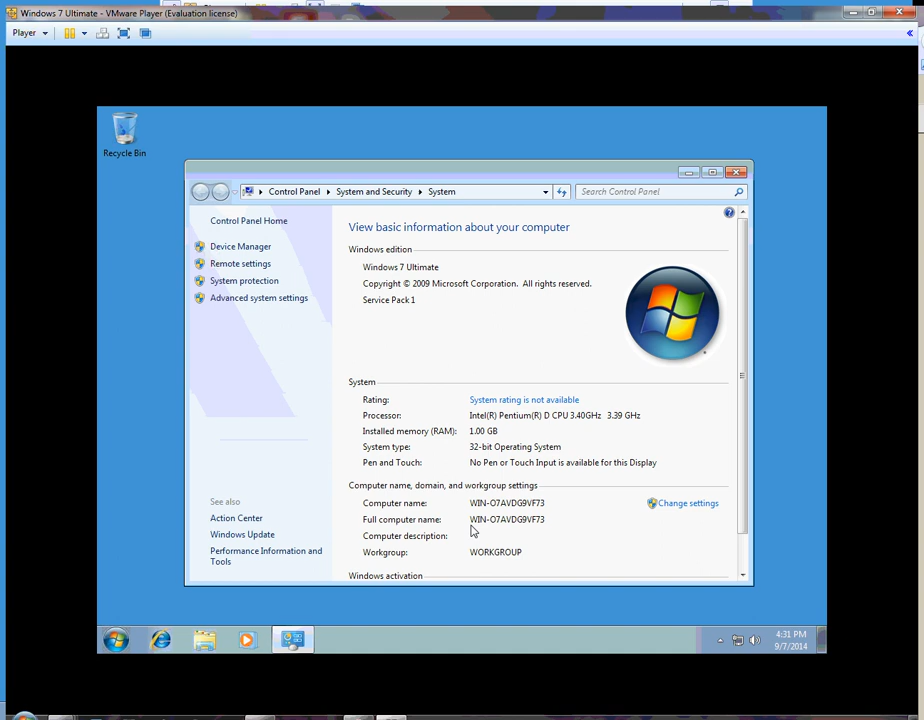 Windows 7 Ultimate - VMware Player (Evaluation license)
Player
Recycle Bin
Control Panel System and Security System
Search Control Panel
Control Panel Home
Device Manager
Remote settings
System protection
Advanced system settings
View basic information about your computer
Windows edition
Windows 7 Ultimate
Copyright © 2009 Microsoft Corporation. All rights reserved.
Service Pack 1
System
Rating: System rating is not available
Processor: Intel(R) Pentium(R) D CPU 3.40GHz 3.39 GHz
Installed memory (RAM): 1.00 GB
System type: 32-bit Operating System
Pen and Touch: No Pen or Touch Input is available for this Display
Computer name, domain, and workgroup settings
Computer name: WIN-O7AVDG9VF73 Change settings
Full computer name: WIN-O7AVDG9VF73
Computer description:
Workgroup: WORKGROUP
Windows activation
See also
Action Center
Windows Update
Performance Information and
Tools
4:31 PM
9/7/2014